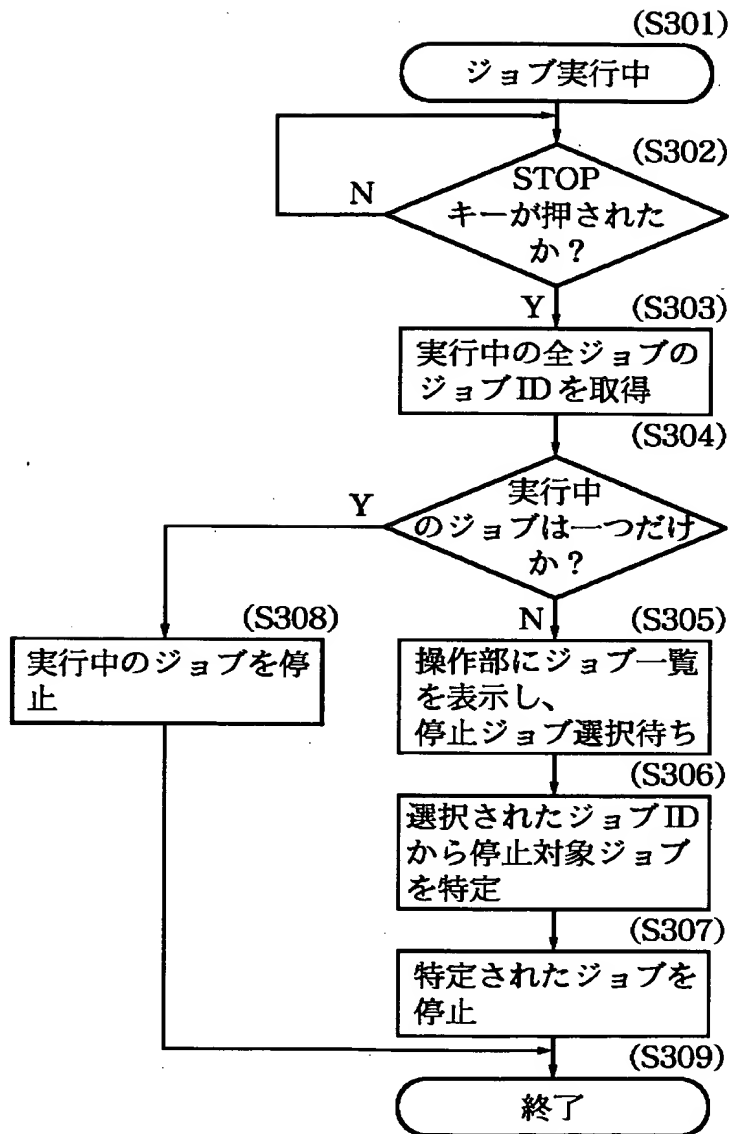 (S301)
ジョブ実行中
(S302)
STOP
キーが押された
か？
N
Y
(S303)
実行中の全ジョブの
ジョブIDを取得
(S304)
実行中
のジョブは一つだけ
か？
Y
N
(S308)
実行中のジョブを停
止
(S305)
操作部にジョブ一覧
を表示し、
停止ジョブ選択待ち
(S306)
選択されたジョブID
から停止対象ジョブ
を特定
(S307)
特定されたジョブを
停止
(S309)
終了